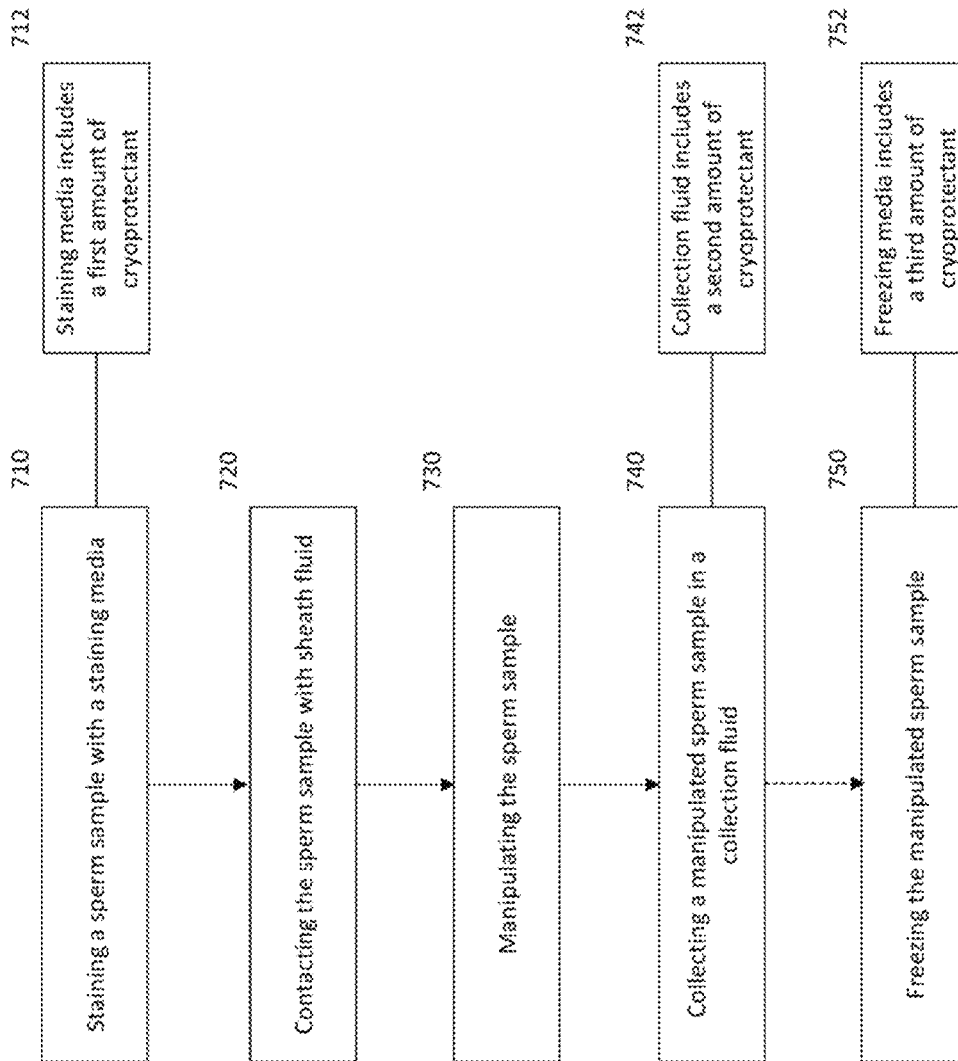 710
Staining a sperm sample with a staining media
712
Staining media includes
a first amount of
cryoprotectant
720
Contacting the sperm sample with sheath fluid
730
Manipulating the sperm sample
740
Collecting a manipulated sperm sample in a
collection fluid
742
Collection fluid includes
a second amount of
cryoprotectant
750
Freezing the manipulated sperm sample
752
Freezing media includes
a third amount of
cryoprotectant